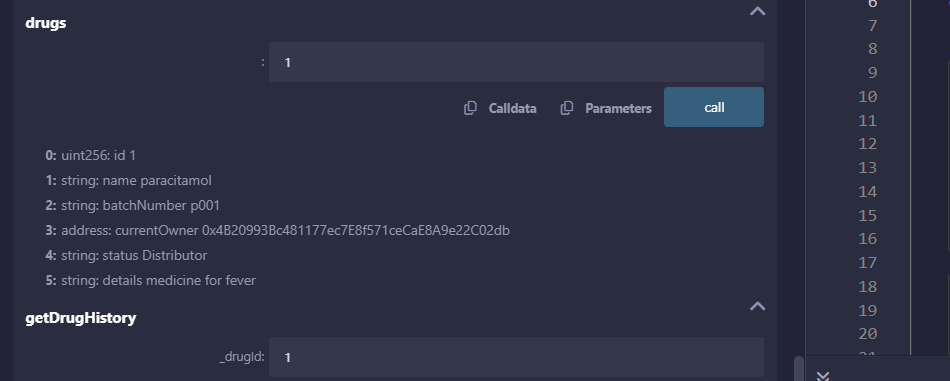 drugs
: 1
Calldata Parameters call
0: uint256: id 1
1: string: name paracitamol
2: string: batchNumber p001
3: address: currentOwner 0x4B20993Bc481177ec7E8f571ceCaE8A9e22C02db
4: string: status Distributor
5: string: details medicine for fever
getDrugHistory
_drugId: 1
6
7
8
9
10
11
12
13
14
15
16
17
18
19
20
21